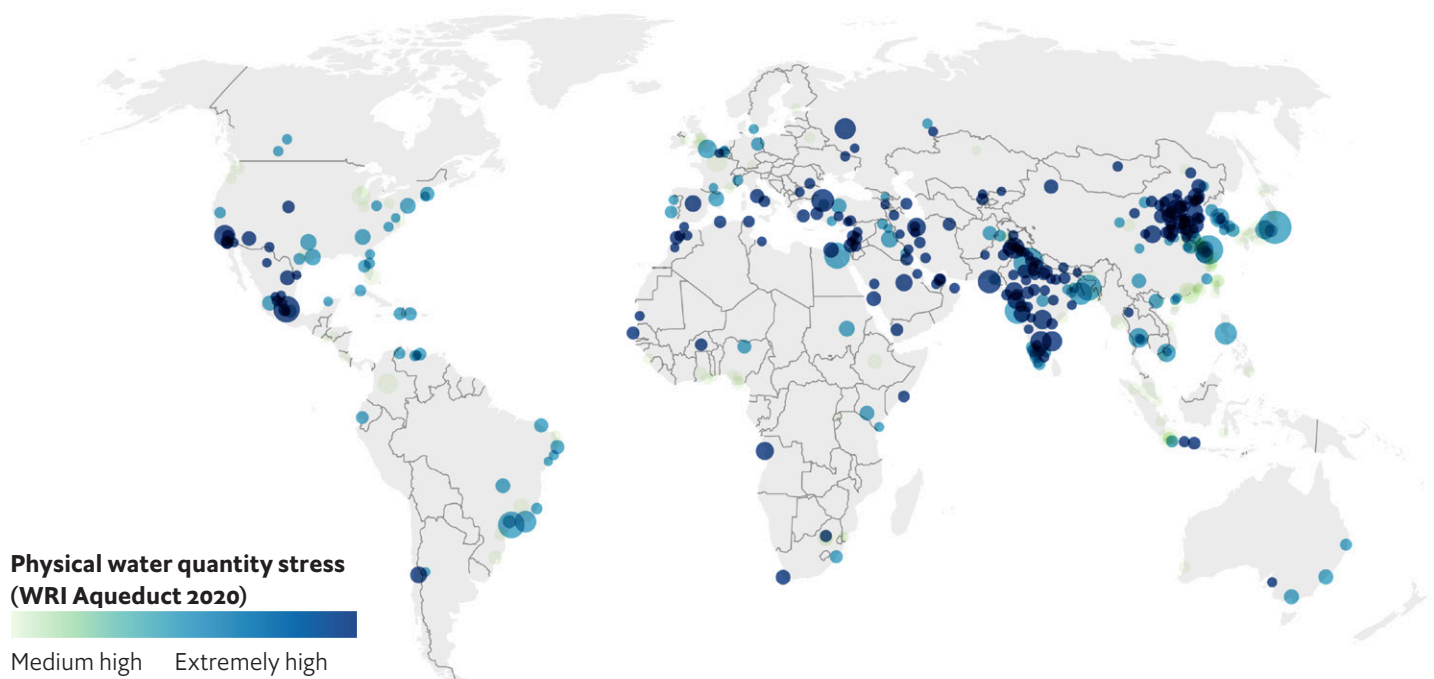 Physical water quantity stress
(WRI Aqueduct 2020)
Medium high Extremely high